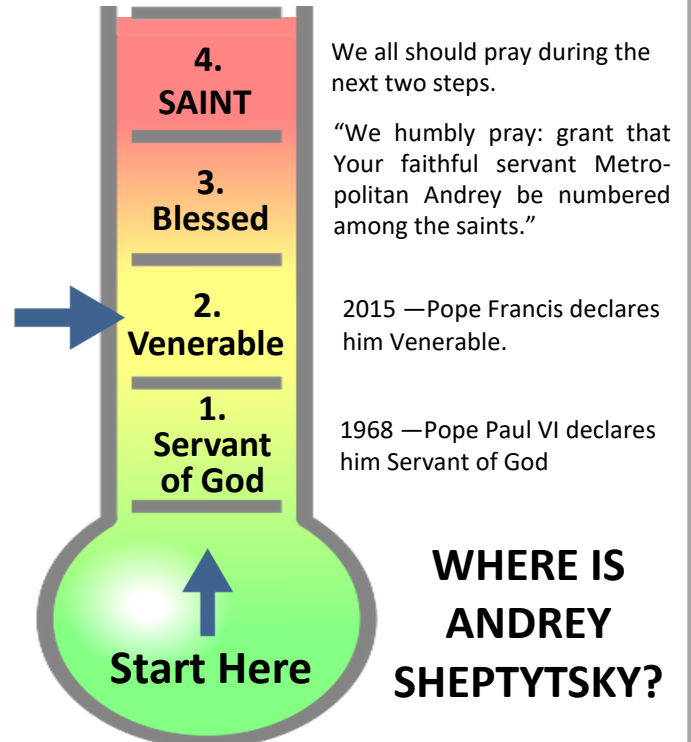 4.
SAINT
We all should pray during the
next two steps.
“We humbly pray: grant that
Your faithful servant Metro-
politan Andrey be numbered
among the saints.”
3.
Blessed
2.
Venerable
2015 —Pope Francis declares
him Venerable.
1.
Servant
of God
1968 —Pope Paul VI declares
him Servant of God
Start Here
WHERE IS
ANDREY
SHEPTYTSKY?